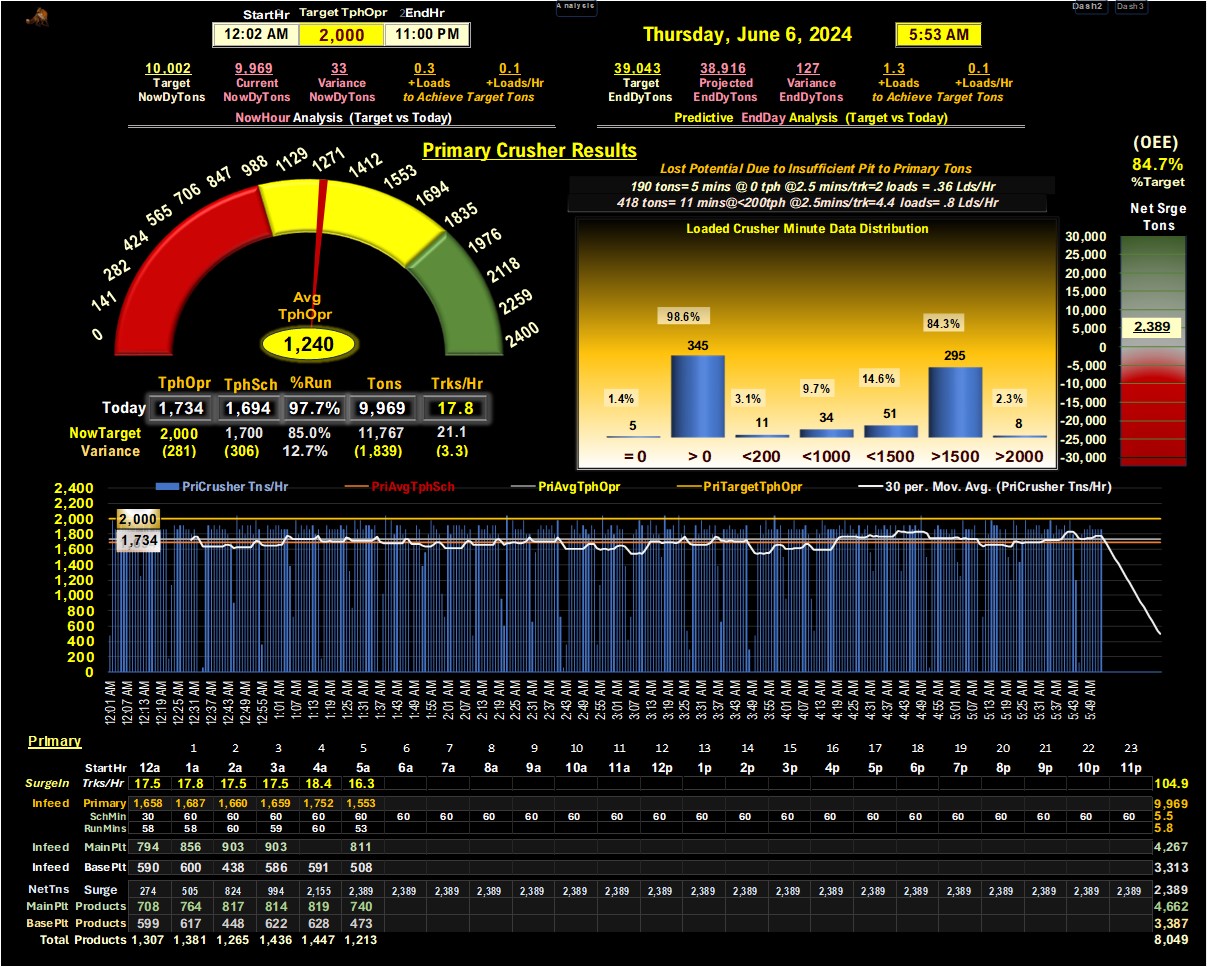 Analysis
Dash2 Dash3
StartHr Target TphOpr 2EndHr
12:02 AM 2,000 11:00 PM
Thursday, June 6, 2024 5:53 AM
10,002 9,969 33 0.3 0.1
Target Current Variance +Loads +Loads/Hr
NowDyTons NowDyTons NowDyTons to Achieve Target Tons
NowHour Analysis (Target vs Today)
39,043 38,916 127 1.3 0.1
Target Projected Variance +Loads +Loads/Hr
EndDyTons EndDyTons EndDyTons to Achieve Target Tons
Predictive EndDay Analysis (Target vs Today)
Primary Crusher Results
(OEE)
84.7%
%Target
Lost Potential Due to Insufficient Pit to Primary Tons
190 tons= 5 mins @ 0 tph @2.5 mins/trk=2 loads = .36 Lds/Hr
418 tons= 11 mins@<200tph @2.5mins/trk=4.4 loads= .8 Lds/Hr
0 141 282 424 565 706 847 988 1129 1271 1412 1553 1694 1835 1976 2118 2259 2400
Avg
TphOpr
1,240
Loaded Crusher Minute Data Distribution
1.4% 98.6% 3.1% 9.7% 14.6% 84.3% 2.3%
5 345 11 34 51 295 8
= 0 > 0 <200 <1000 <1500 >1500 >2000
Net Srge
Tons
30,000
25,000
20,000
15,000
10,000
5,000
0
-5,000
-10,000
-15,000
-20,000
-25,000
-30,000
2,389
TphOpr TphSch %Run Tons Trks/Hr
Today 1,734 1,694 97.7% 9,969 17.8
NowTarget 2,000 1,700 85.0% 11,767 21.1
Variance (281) (306) 12.7% (1,839) (3.3)
PriCrusher Tns/Hr PriAvgTphSch PriAvgTphOpr PriTargetTphOpr 30 per. Mov. Avg. (PriCrusher Tns/Hr)
2,400
2,200
2,000
1,800
1,600
1,400
1,200
1,000
800
600
400
200
0
2,000
1,734
12:01 AM 12:07 AM 12:13 AM 12:19 AM 12:25 AM 12:31 AM 12:37 AM 12:43 AM 12:49 AM 12:55 AM 1:01 AM 1:07 AM 1:13 AM 1:19 AM 1:25 AM 1:31 AM 1:37 AM 1:43 AM 1:49 AM 1:55 AM 2:01 AM 2:07 AM 2:13 AM 2:19 AM 2:25 AM 2:31 AM 2:37 AM 2:43 AM 2:49 AM 2:55 AM 3:01 AM 3:07 AM 3:13 AM 3:19 AM 3:25 AM 3:31 AM 3:37 AM 3:43 AM 3:49 AM 3:55 AM 4:01 AM 4:07 AM 4:13 AM 4:19 AM 4:25 AM 4:31 AM 4:37 AM 4:43 AM 4:49 AM 4:55 AM 5:01 AM 5:07 AM 5:13 AM 5:19 AM 5:25 AM 5:31 AM 5:37 AM 5:43 AM 5:49 AM
Primary
1 2 3 4 5 6 7 8 9 10 11 12 13 14 15 16 17 18 19 20 21 22 23
StartHr 12a 1a 2a 3a 4a 5a 6a 7a 8a 9a 10a 11a 12p 1p 2p 3p 4p 5p 6p 7p 8p 9p 10p 11p
SurgeIn Trks/Hr 17.5 17.8 17.5 17.5 18.4 16.3 104.9
Infeed Primary 1,658 1,687 1,660 1,659 1,752 1,553 9,969
SchMin 30 60 60 60 60 60 60 60 60 60 60 60 60 60 60 60 60 60 60 60 60 60 60 60 5.5
RunMins 58 58 60 59 60 53 5.8
Infeed MainPlt 794 856 903 903 811 4,267
Infeed BasePlt 590 600 438 586 591 508 3,313
NetTns Surge 274 505 824 994 2,155 2,389 2,389 2,389 2,389 2,389 2,389 2,389 2,389 2,389 2,389 2,389 2,389 2,389 2,389 2,389 2,389 2,389 2,389 2,389 2,389
MainPlt Products 708 764 817 814 819 740 4,662
BasePlt Products 599 617 448 622 628 473 3,387
Total Products 1,307 1,381 1,265 1,436 1,447 1,213 8,049